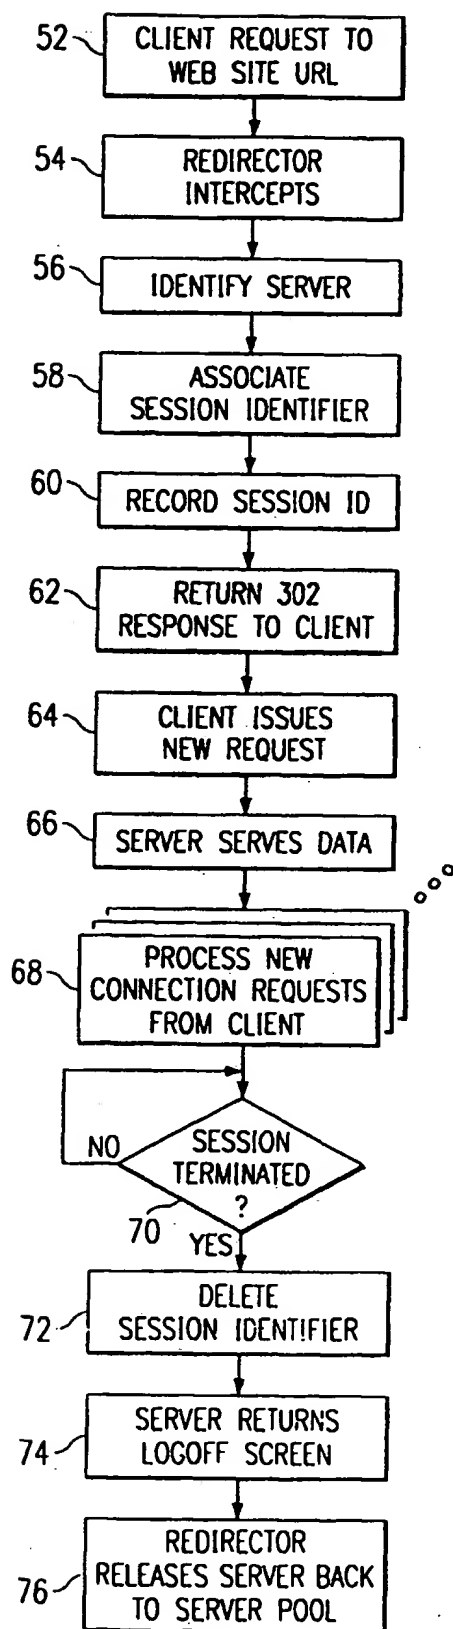 52
CLIENT REQUEST TO
WEB SITE URL
54
REDIRECTOR
INTERCEPTS
56
IDENTIFY SERVER
58
ASSOCIATE
SESSION IDENTIFIER
60
RECORD SESSION ID
62
RETURN 302
RESPONSE TO CLIENT
64
CLIENT ISSUES
NEW REQUEST
66
SERVER SERVES DATA
68
PROCESS NEW
CONNECTION REQUESTS
FROM CLIENT
NO
SESSION
TERMINATED
?
70
YES
72
DELETE
SESSION IDENTIFIER
74
SERVER RETURNS
LOGOFF SCREEN
76
REDIRECTOR
RELEASES SERVER BACK
TO SERVER POOL